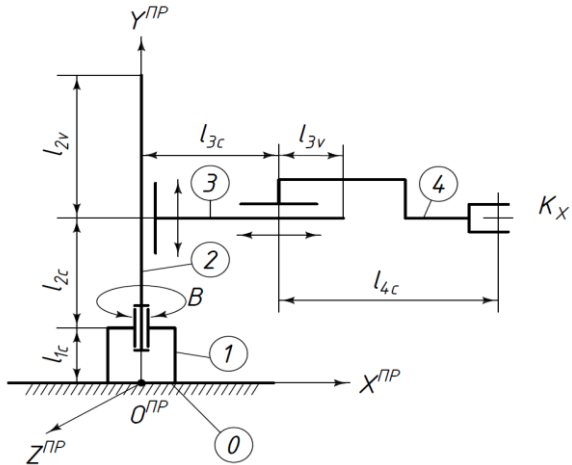 Y^ПР
l_2v
l_3c
l_3v
3
4
K_X
2
l_2c
B
l_4c
l_1c
1
X^ПР
O^ПР
0
Z^ПР